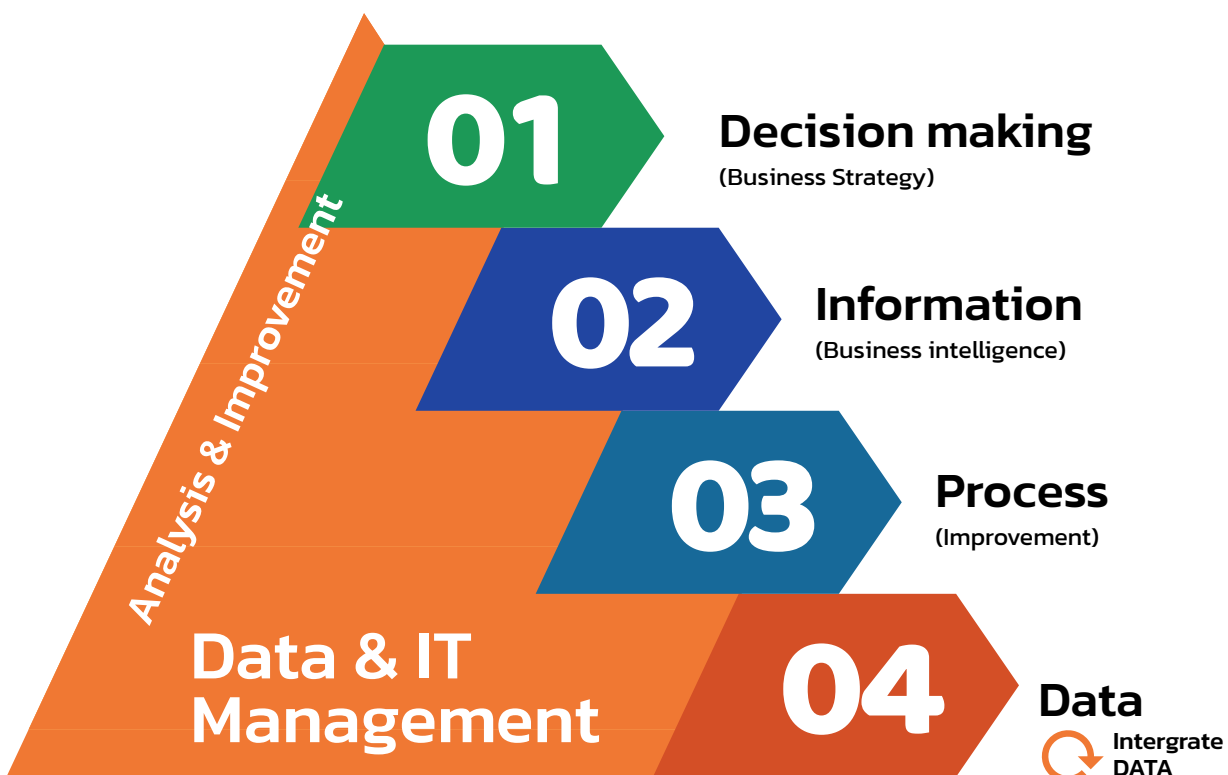 01
Decision making
(Business Strategy)
02
Information
(Business intelligence)
03
Process
(Improvement)
04
Data
Intergrate
DATA
Analysis & Improvement
Data & IT
Management